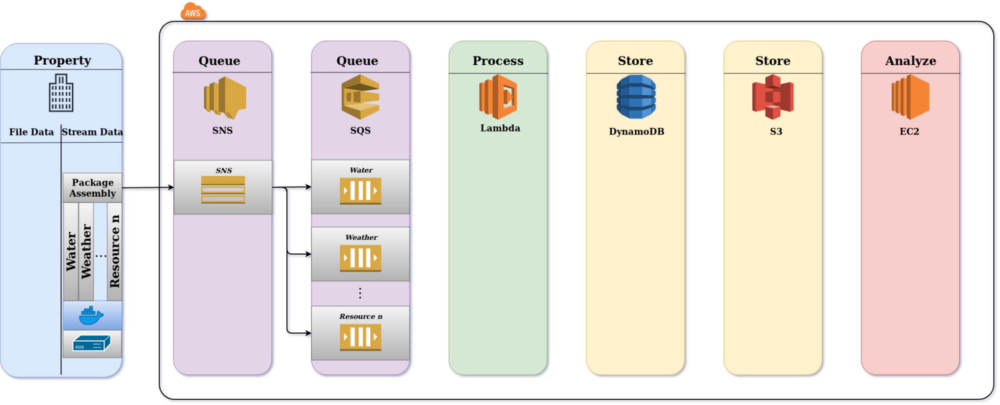 AWS
Property
File Data
Stream Data
Package
Assembly
Water
Weather
...
Resource n
Queue
SNS
SNS
Queue
SQS
Water
Weather
Resource n
Process
Lambda
Store
DynamoDB
Store
S3
Analyze
EC2